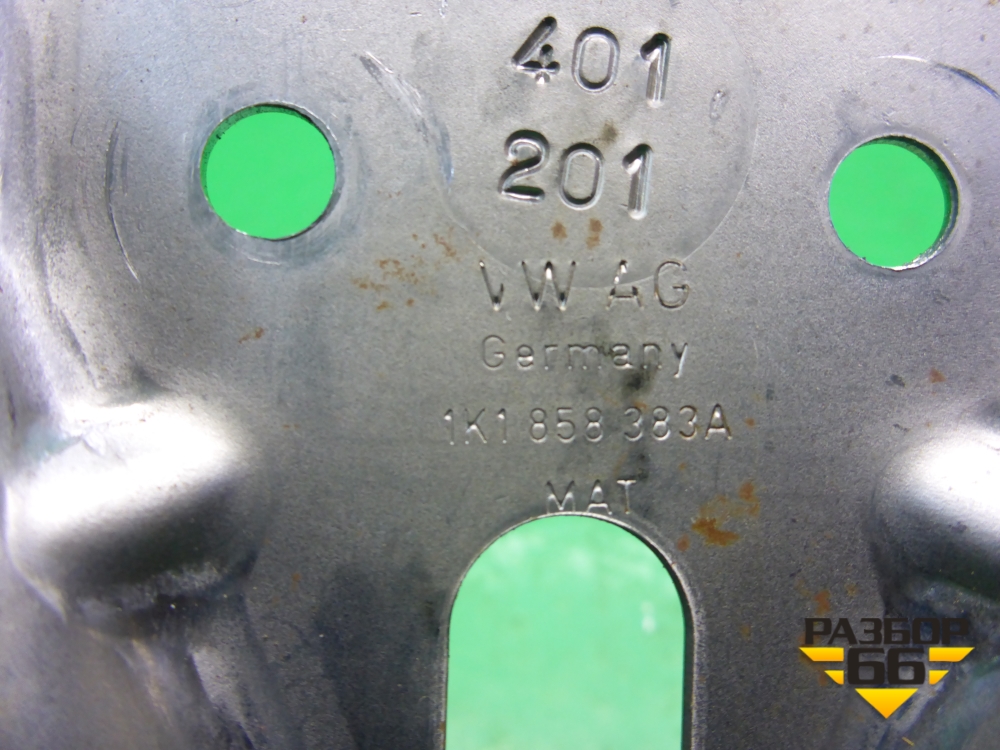 401
201
VW AG
Germany
1K1 858 383A
MAT
РАЗБОР
66